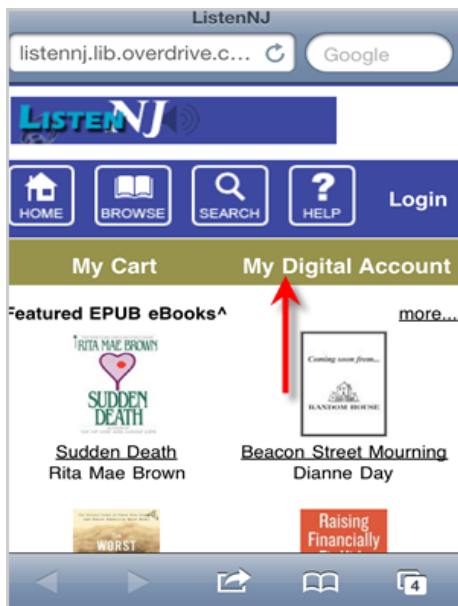 ListenNJ
listennj.lib.overdrive.c...
Google
LISTENNJ
HOME
BROWSE
SEARCH
HELP
Login
My Cart
My Digital Account
Featured EPUB eBooks^
more...
RITA MAE BROWN
SUDDEN
DEATH
Coming soon from...
RANDOM HOUSE
Sudden Death
Rita Mae Brown
Beacon Street Mourning
Dianne Day
WORST
Raising
Financially
4